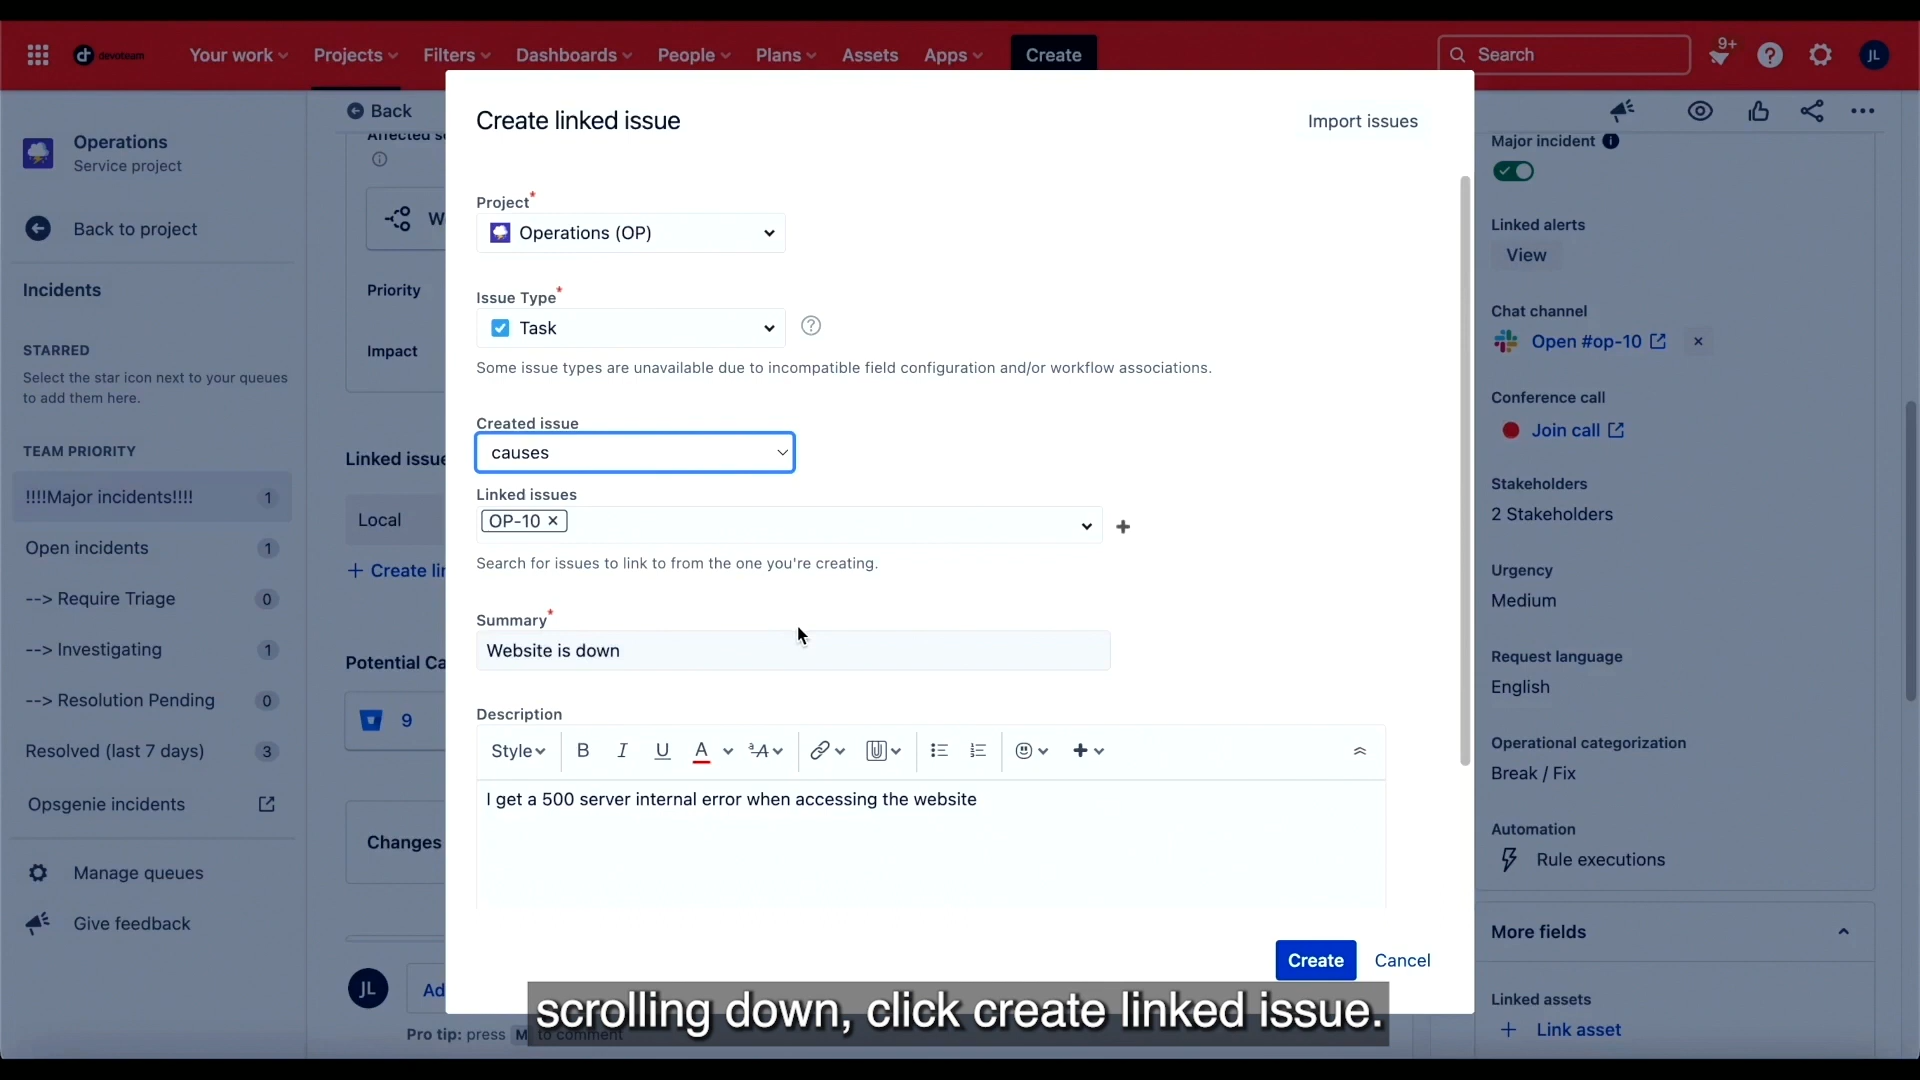 devoteam
Your work
Projects
Filters
Dashboards
People
Plans
Assets
Apps
Create
Search
9+
?
JL
Operations
Service project
Back to project
Incidents
STARRED
Select the star icon next to your queues
to add them here.
TEAM PRIORITY
!!!!Major incidents!!!! 1
Open incidents 1
--> Require Triage 0
--> Investigating 1
--> Resolution Pending 0
Resolved (last 7 days) 3
Opsgenie incidents
Manage queues
Give feedback
Back
Affected s
W
Priority
Impact
Linked issue
Local
+ Create lin
Potential Ca
9
Changes
JL
Ad
Pro tip: press M to comment
Create linked issue
Import issues
Project*
Operations (OP)
Issue Type*
Task
?
Some issue types are unavailable due to incompatible field configuration and/or workflow associations.
Created issue
causes
Linked issues
OP-10 ×
+
Search for issues to link to from the one you're creating.
Summary*
Website is down
Description
Style B I U A ªA
I get a 500 server internal error when accessing the website
Create
Cancel
scrolling down, click create linked issue.
Major incident
Linked alerts
View
Chat channel
Open #op-10
×
Conference call
Join call
Stakeholders
2 Stakeholders
Urgency
Medium
Request language
English
Operational categorization
Break / Fix
Automation
Rule executions
More fields
Linked assets
+ Link asset